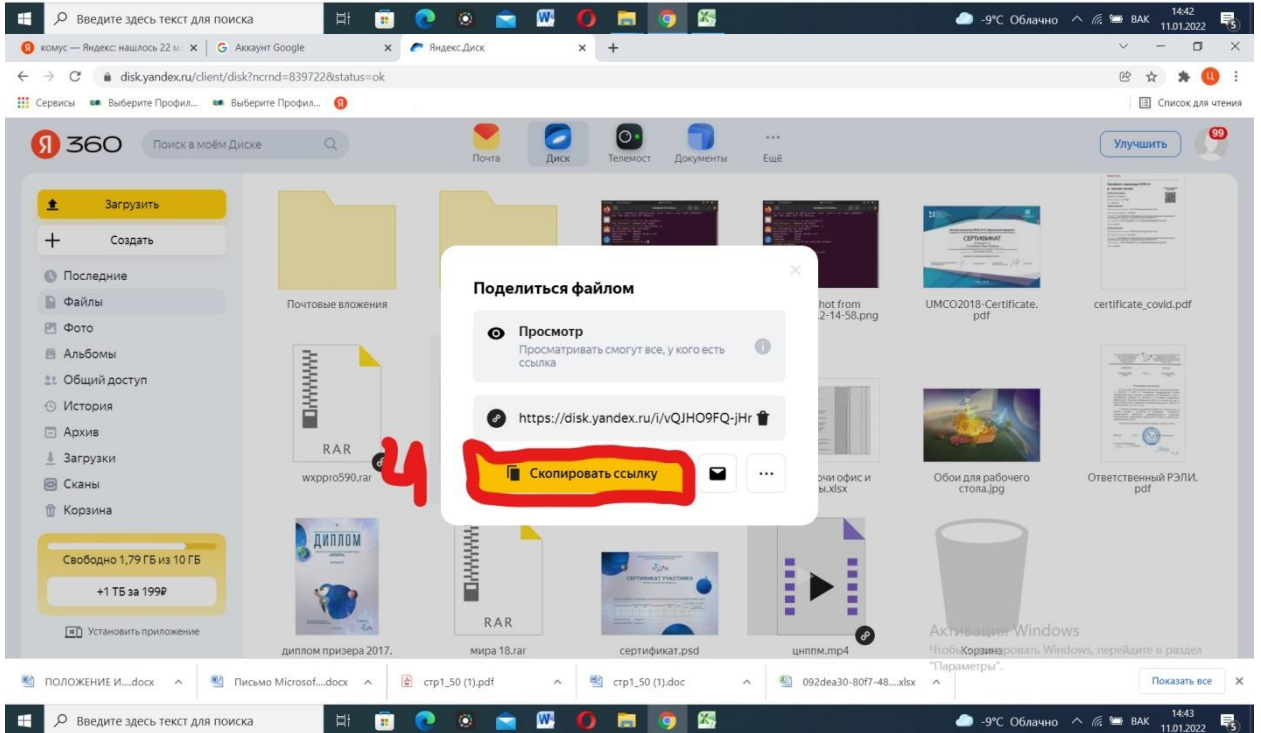 Введите здесь текст для поиска
-9°C Облачно
ВАК
14:42
11.01.2022
5
комус — Яндекс: нашлось 22 м
Аккаунт Google
Яндекс.Диск
disk.yandex.ru/client/disk?ncrnd=839722&status=ok
Ц
Сервисы
Выберите Профил...
Выберите Профил...
Я
Список для чтения
Я 360
Поиск в моём Диске
Почта
Диск
Телемост
Документы
Ещё
Улучшить
99
Загрузить
Создать
Последние
Файлы
Фото
Альбомы
Общий доступ
История
Архив
Загрузки
Сканы
Корзина
Свободно 1,79 ГБ из 10 ГБ
+1 ТБ за 199₽
Установить приложение
Почтовые вложения
hot from
.2-14-58.png
СЕРТИФИКАТ
UMCO2018-Certificate.
pdf
certificate_covid.pdf
Поделиться файлом
Просмотр
Просматривать смогут все, у кого есть
ссылка
https://disk.yandex.ru/i/vQJHO9FQ-jHr
4
Скопировать ссылку
...
RAR
wxppro590.rar
очи офис и
ы.xlsx
Обои для рабочего
стола.jpg
Ответственный РЭЛИ.
pdf
ДИПЛОМ
диплом призера 2017.
RAR
мира 18.rar
СЕРТИФИКАТ УЧАСТНИКА
сертификат.psd
цнппм.mp4
Корзина
Активация Windows
Чтобы активировать Windows, перейдите в раздел
"Параметры".
ПОЛОЖЕНИЕ И....docx
Письмо Microsof....docx
стр1_50 (1).pdf
стр1_50 (1).doc
092dea30-80f7-48....xlsx
Показать все
Введите здесь текст для поиска
-9°C Облачно
ВАК
14:43
11.01.2022
5